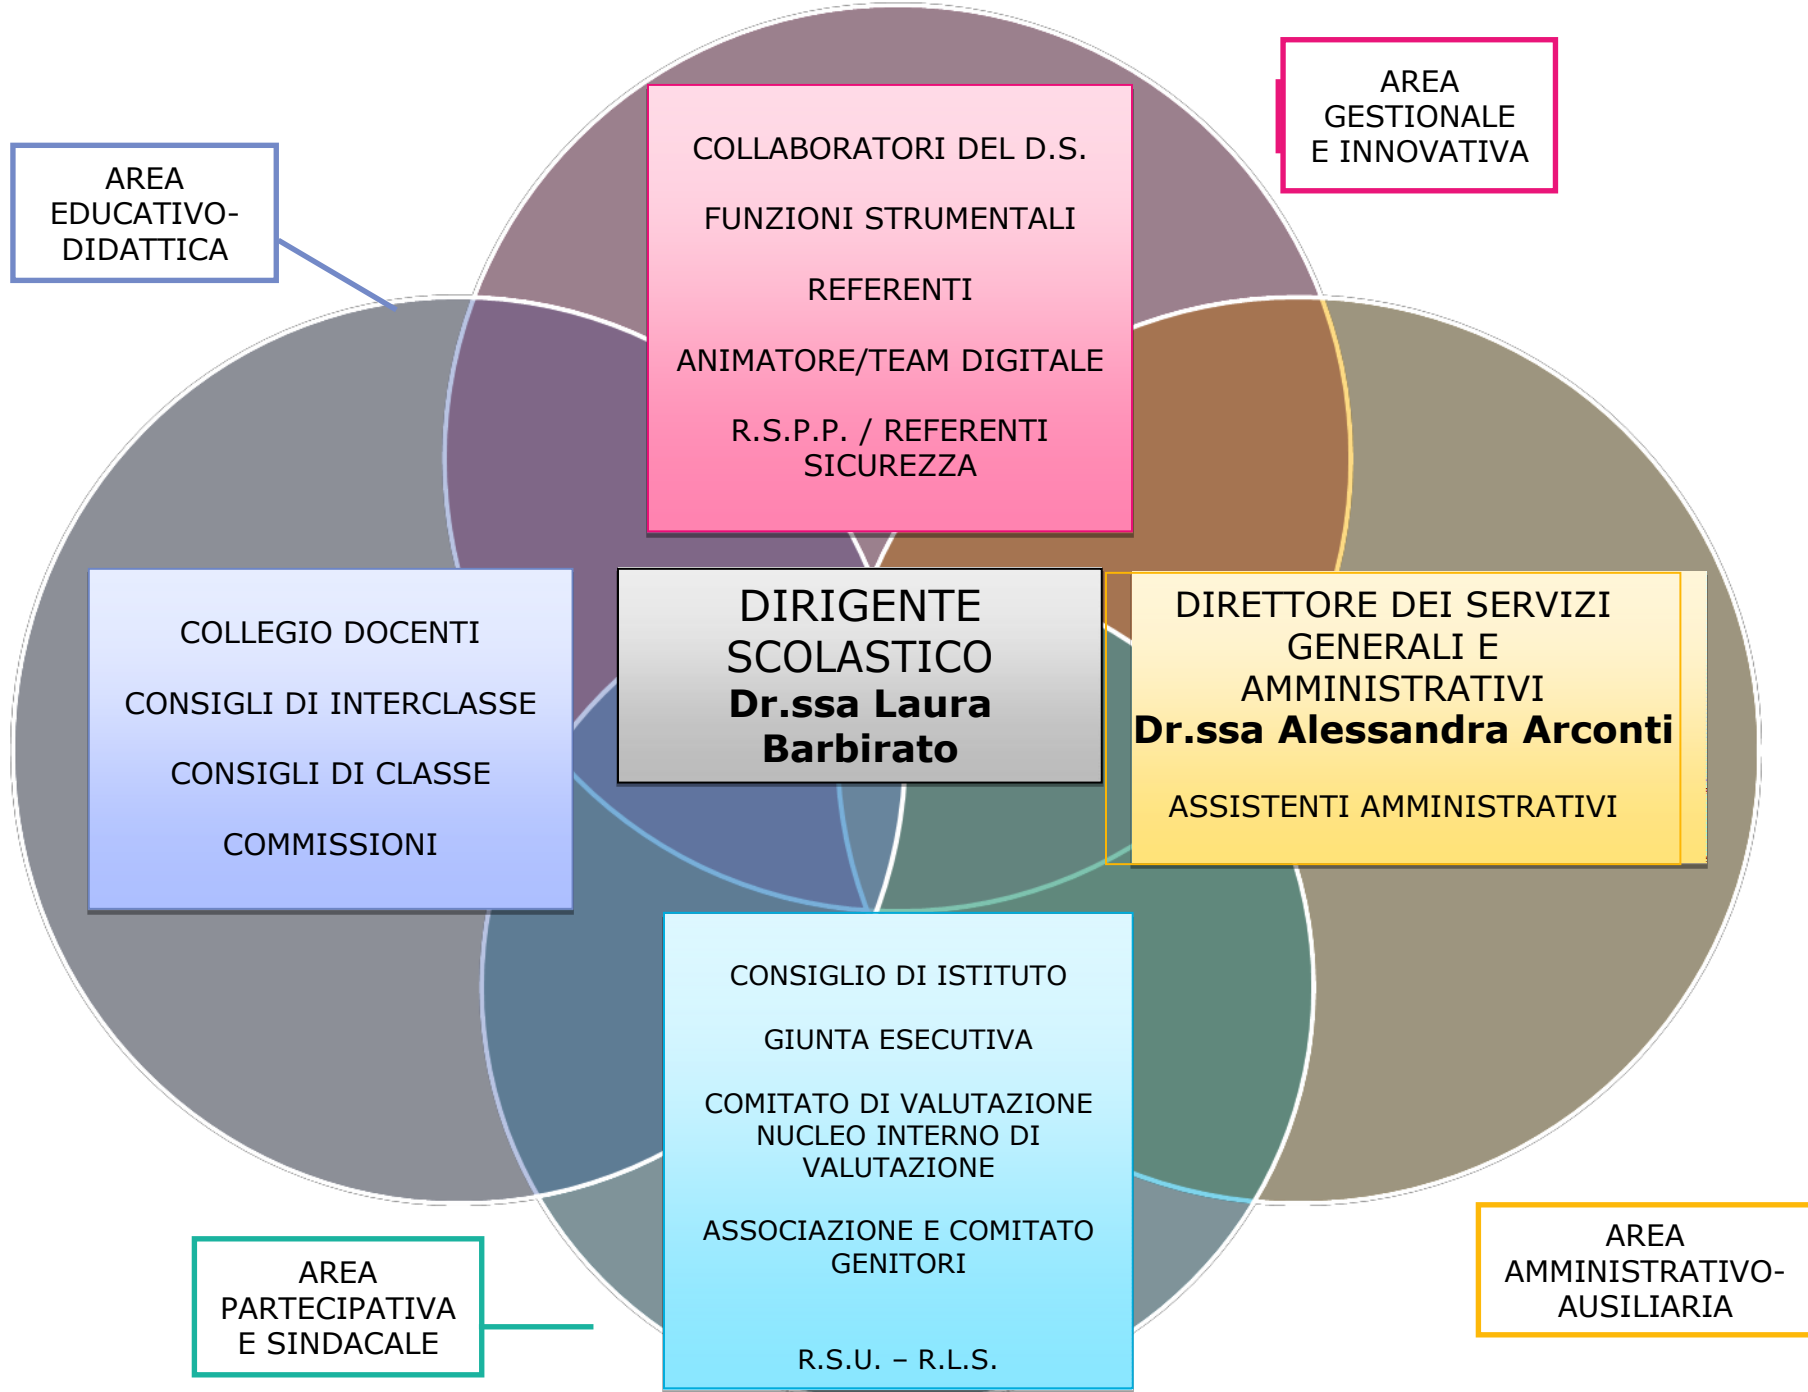 AREA
GESTIONALE
E INNOVATIVA
AREA
EDUCATIVO-
DIDATTICA
COLLABORATORI DEL D.S.
FUNZIONI STRUMENTALI
REFERENTI
ANIMATORE/TEAM DIGITALE
R.S.P.P. / REFERENTI
SICUREZZA
COLLEGIO DOCENTI
CONSIGLI DI INTERCLASSE
CONSIGLI DI CLASSE
COMMISSIONI
DIRIGENTE
SCOLASTICO
Dr.ssa Laura
Barbirato
DIRETTORE DEI SERVIZI
GENERALI E
AMMINISTRATIVI
Dr.ssa Alessandra Arconti
ASSISTENTI AMMINISTRATIVI
CONSIGLIO DI ISTITUTO
GIUNTA ESECUTIVA
COMITATO DI VALUTAZIONE
NUCLEO INTERNO DI
VALUTAZIONE
ASSOCIAZIONE E COMITATO
GENITORI
R.S.U. – R.L.S.
AREA
PARTECIPATIVA
E SINDACALE
AREA
AMMINISTRATIVO-
AUSILIARIA